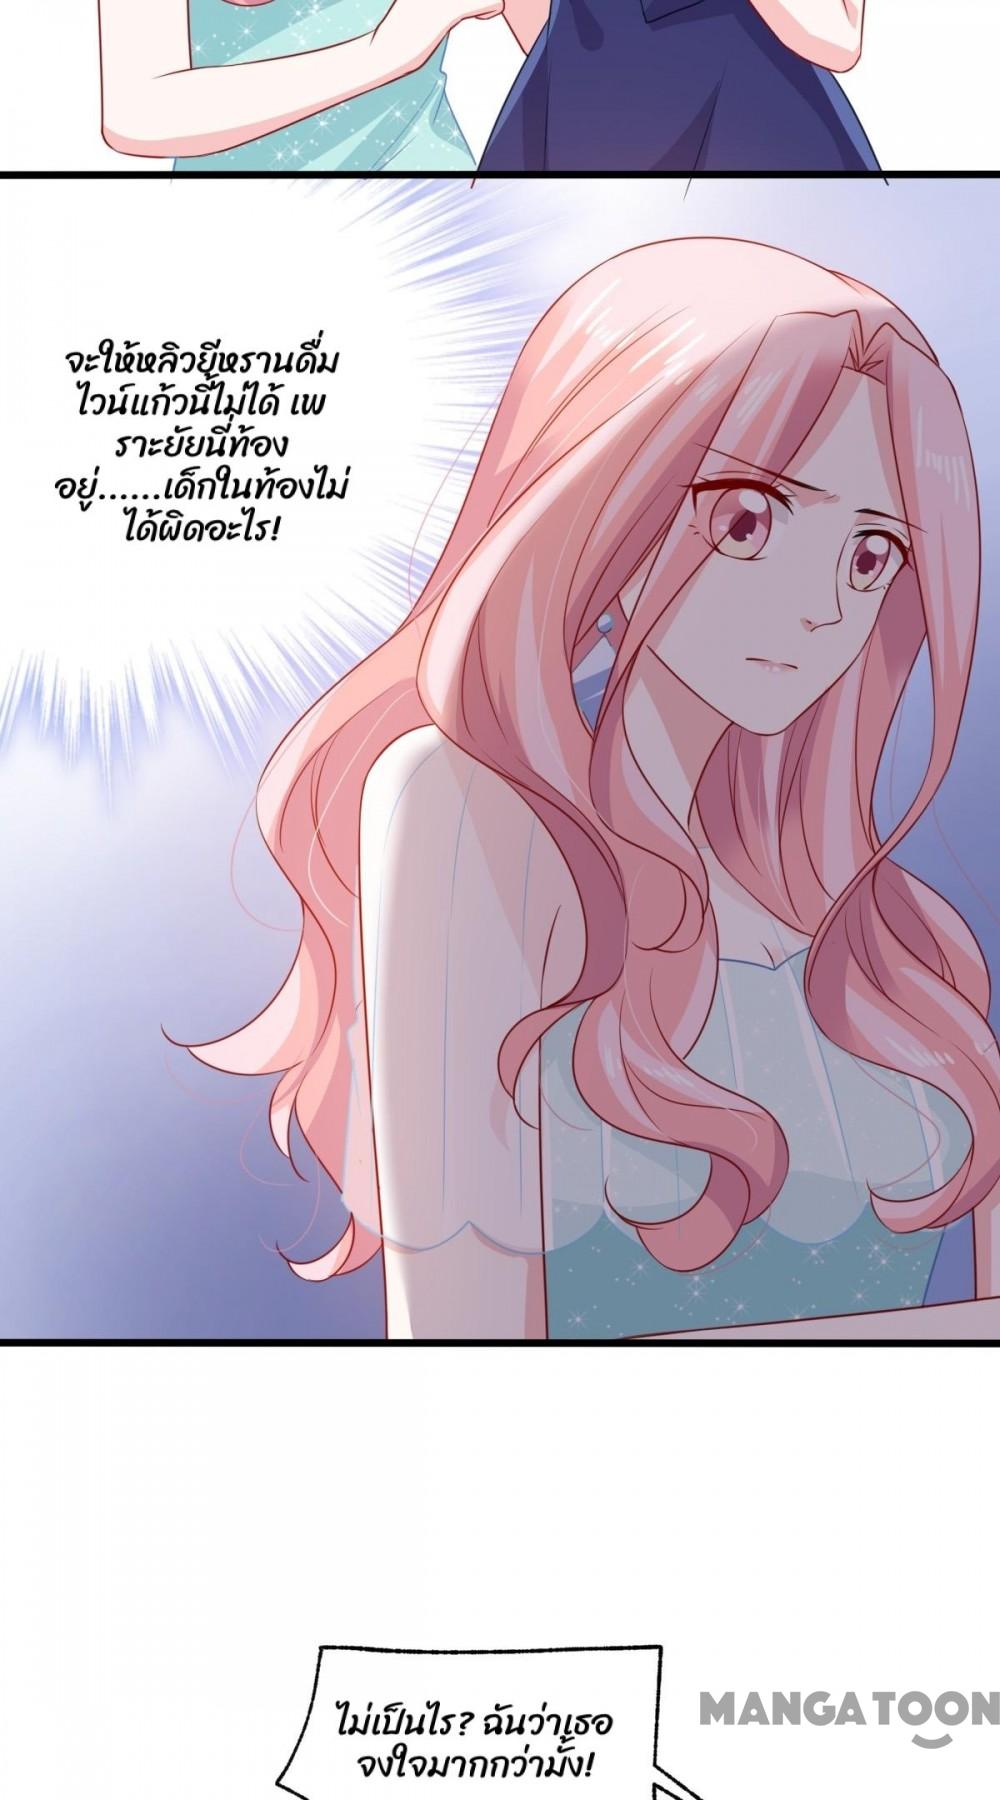 จะให้หลิวยีหรานดื่ม
ไวน์แก้วนี้ไม่ได้ เพ
ราะยัยนี่ท้อง
อยู่......เด็กในท้องไม่
ได้ผิดอะไร!
MANGATOON
ไม่เป็นไร? ฉันว่าเธอ
จงใจมากกว่ามั้ง!